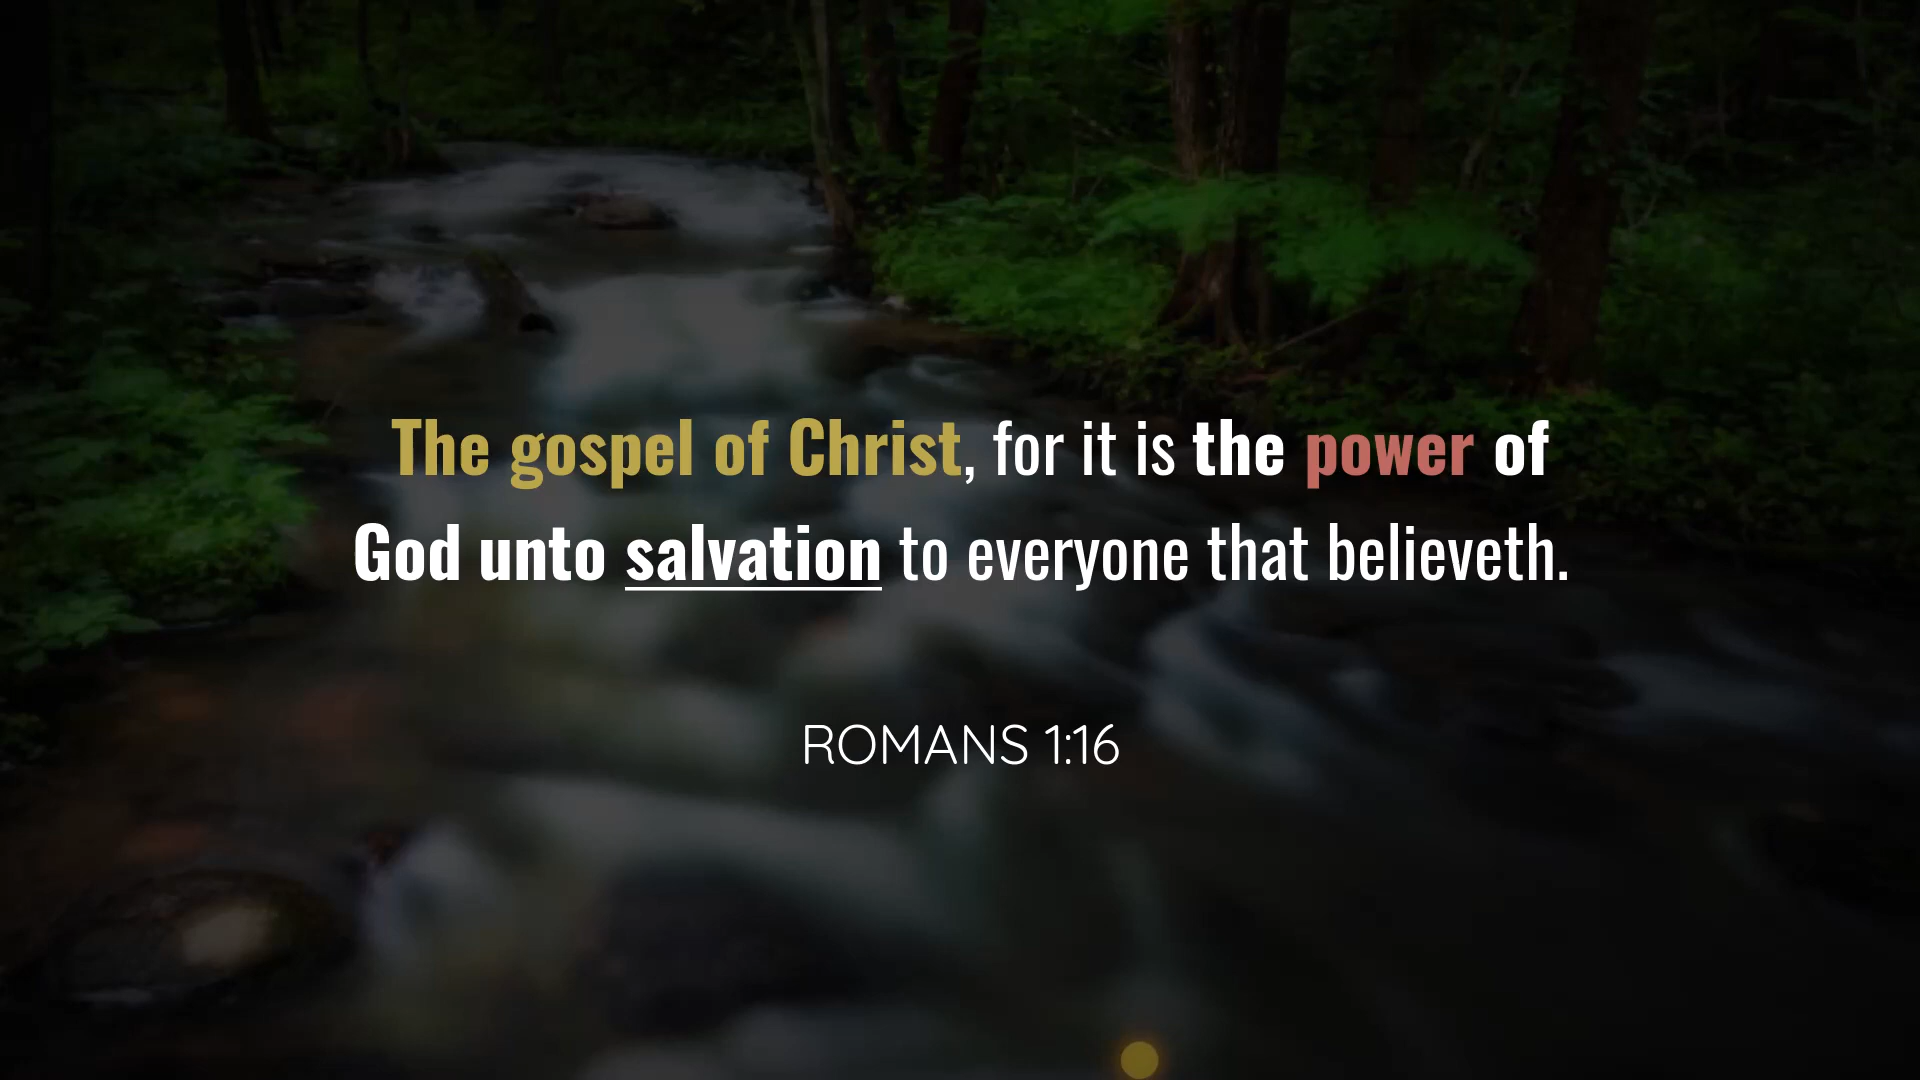 The gospel of Christ, for it is the power of
God unto salvation to everyone that believeth.
ROMANS 1:16